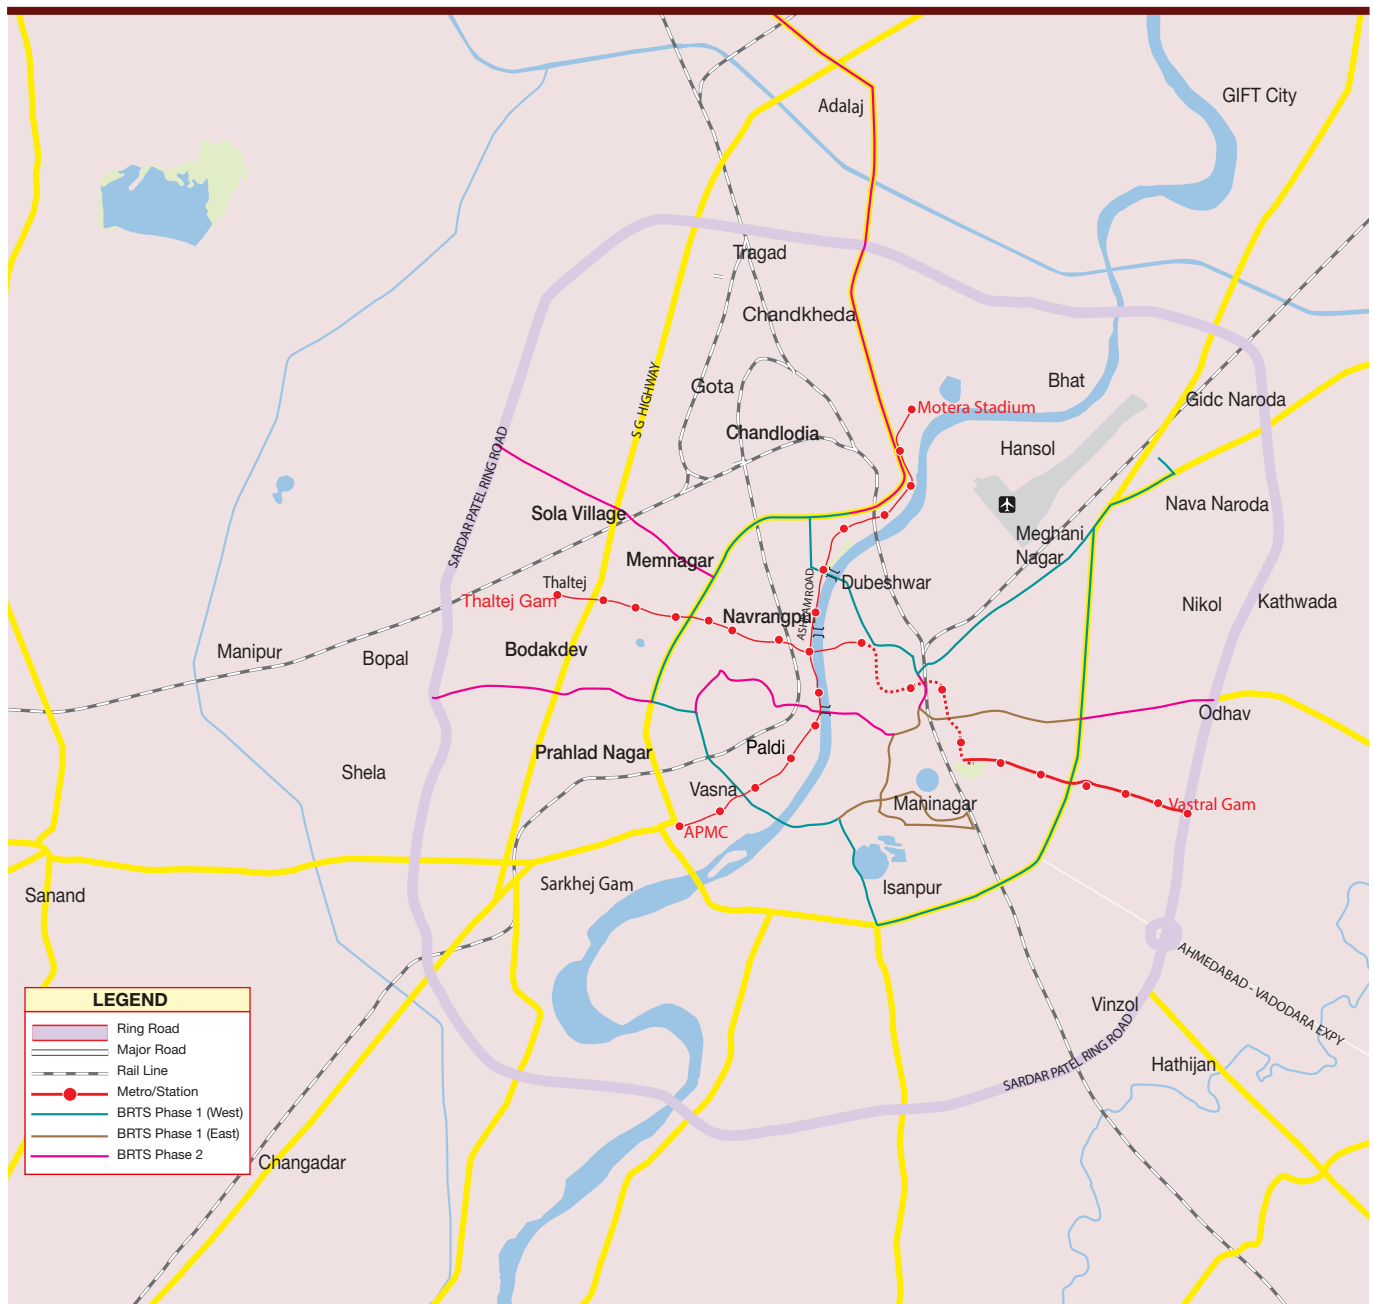 GIFT City
Adalaj
Tragad
Chandkheda
Bhat
Gota
Gidc Naroda
Motera Stadium
S G HIGHWAY
Chandlodia
Hansol
SARDAR PATEL RING ROAD
Nava Naroda
Sola Village
Meghani
Nagar
Memnagar
Thaltej
Dubeshwar
Thaltej Gam
ASHRAM ROAD
Nikol
Kathwada
Navrangpu
Manipur
Bopal
Bodakdev
Odhav
Prahlad Nagar
Paldi
Shela
Vasna
Maninagar
Vastral Gam
APMC
Sarkhej Gam
Isanpur
Sanand
AHMEDABAD - VADODARA EXPY
Vinzol
SARDAR PATEL RING ROAD
Hathijan
LEGEND
Ring Road
Major Road
Rail Line
Metro/Station
BRTS Phase 1 (West)
BRTS Phase 1 (East)
BRTS Phase 2
Changadar